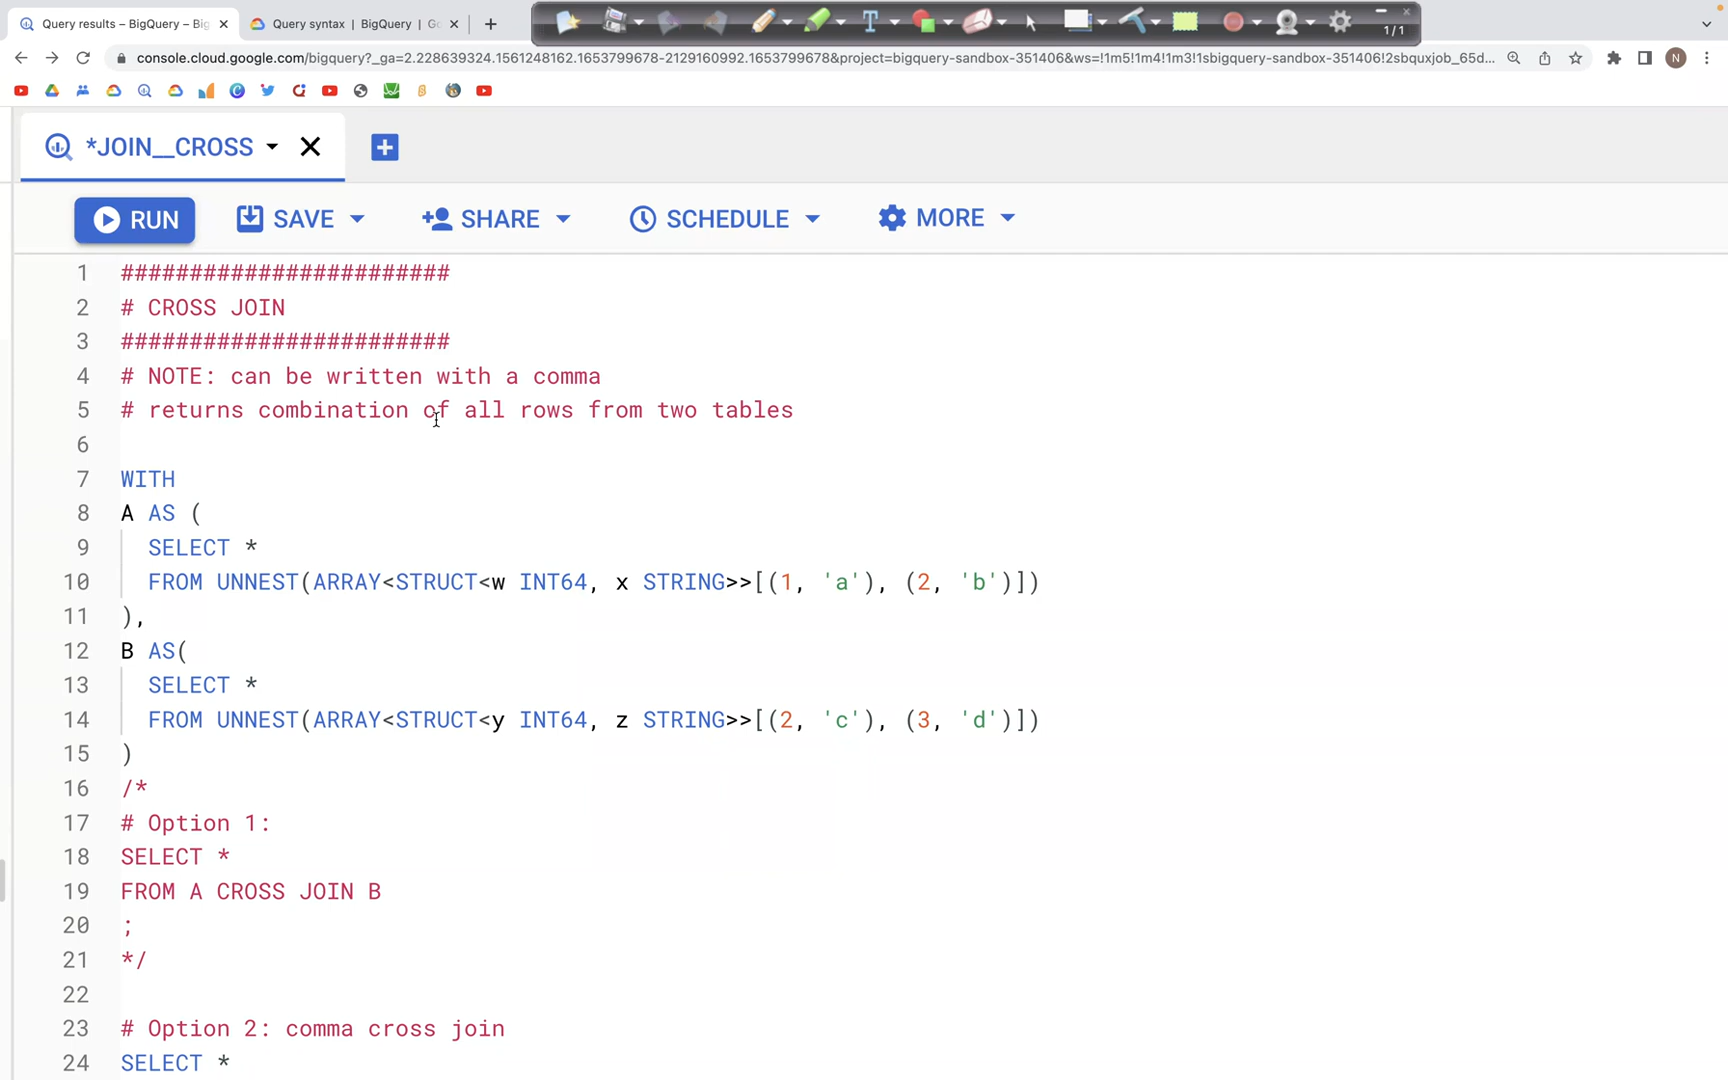 Query results – BigQuery – Big
Query syntax | BigQuery | Go
1/1
console.cloud.google.com/bigquery?_ga=2.228639324.1561248162.1653799678-2129160992.1653799678&project=bigquery-sandbox-351406&ws=!1m5!1m4!1m3!1sbigquery-sandbox-351406!2sbquxjob_65d...
N
*JOIN__CROSS
RUN SAVE SHARE SCHEDULE MORE
1 ########################
2 # CROSS JOIN
3 ########################
4 # NOTE: can be written with a comma
5 # returns combination of all rows from two tables
6
7 WITH
8 A AS (
9 SELECT *
10 FROM UNNEST(ARRAY<STRUCT<w INT64, x STRING>>[(1, 'a'), (2, 'b')])
11 ),
12 B AS(
13 SELECT *
14 FROM UNNEST(ARRAY<STRUCT<y INT64, z STRING>>[(2, 'c'), (3, 'd')])
15 )
16 /*
17 # Option 1:
18 SELECT *
19 FROM A CROSS JOIN B
20 ;
21 */
22
23 # Option 2: comma cross join
24 SELECT *